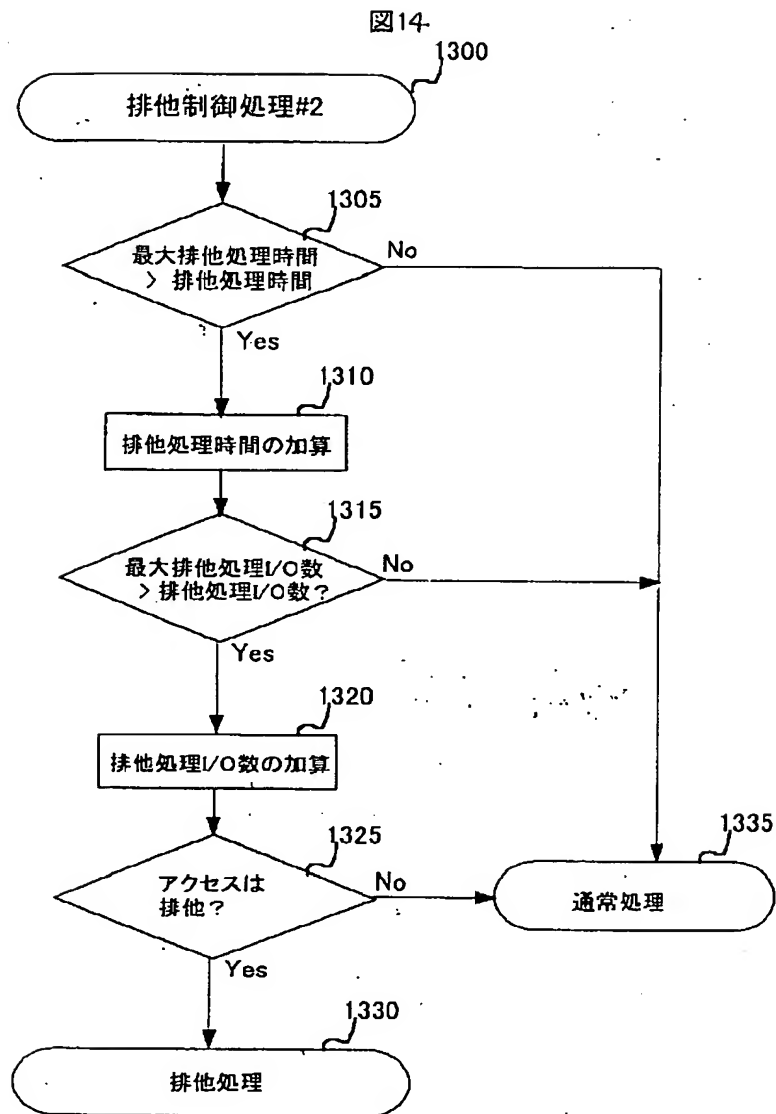 図14
1300
排他制御処理#2
1305
最大排他処理時間
> 排他処理時間
No
Yes
1310
排他処理時間の加算
1315
最大排他処理I/O数
> 排他処理I/O数?
No
Yes
1320
排他処理I/O数の加算
1325
アクセスは
排他?
No
1335
通常処理
Yes
1330
排他処理